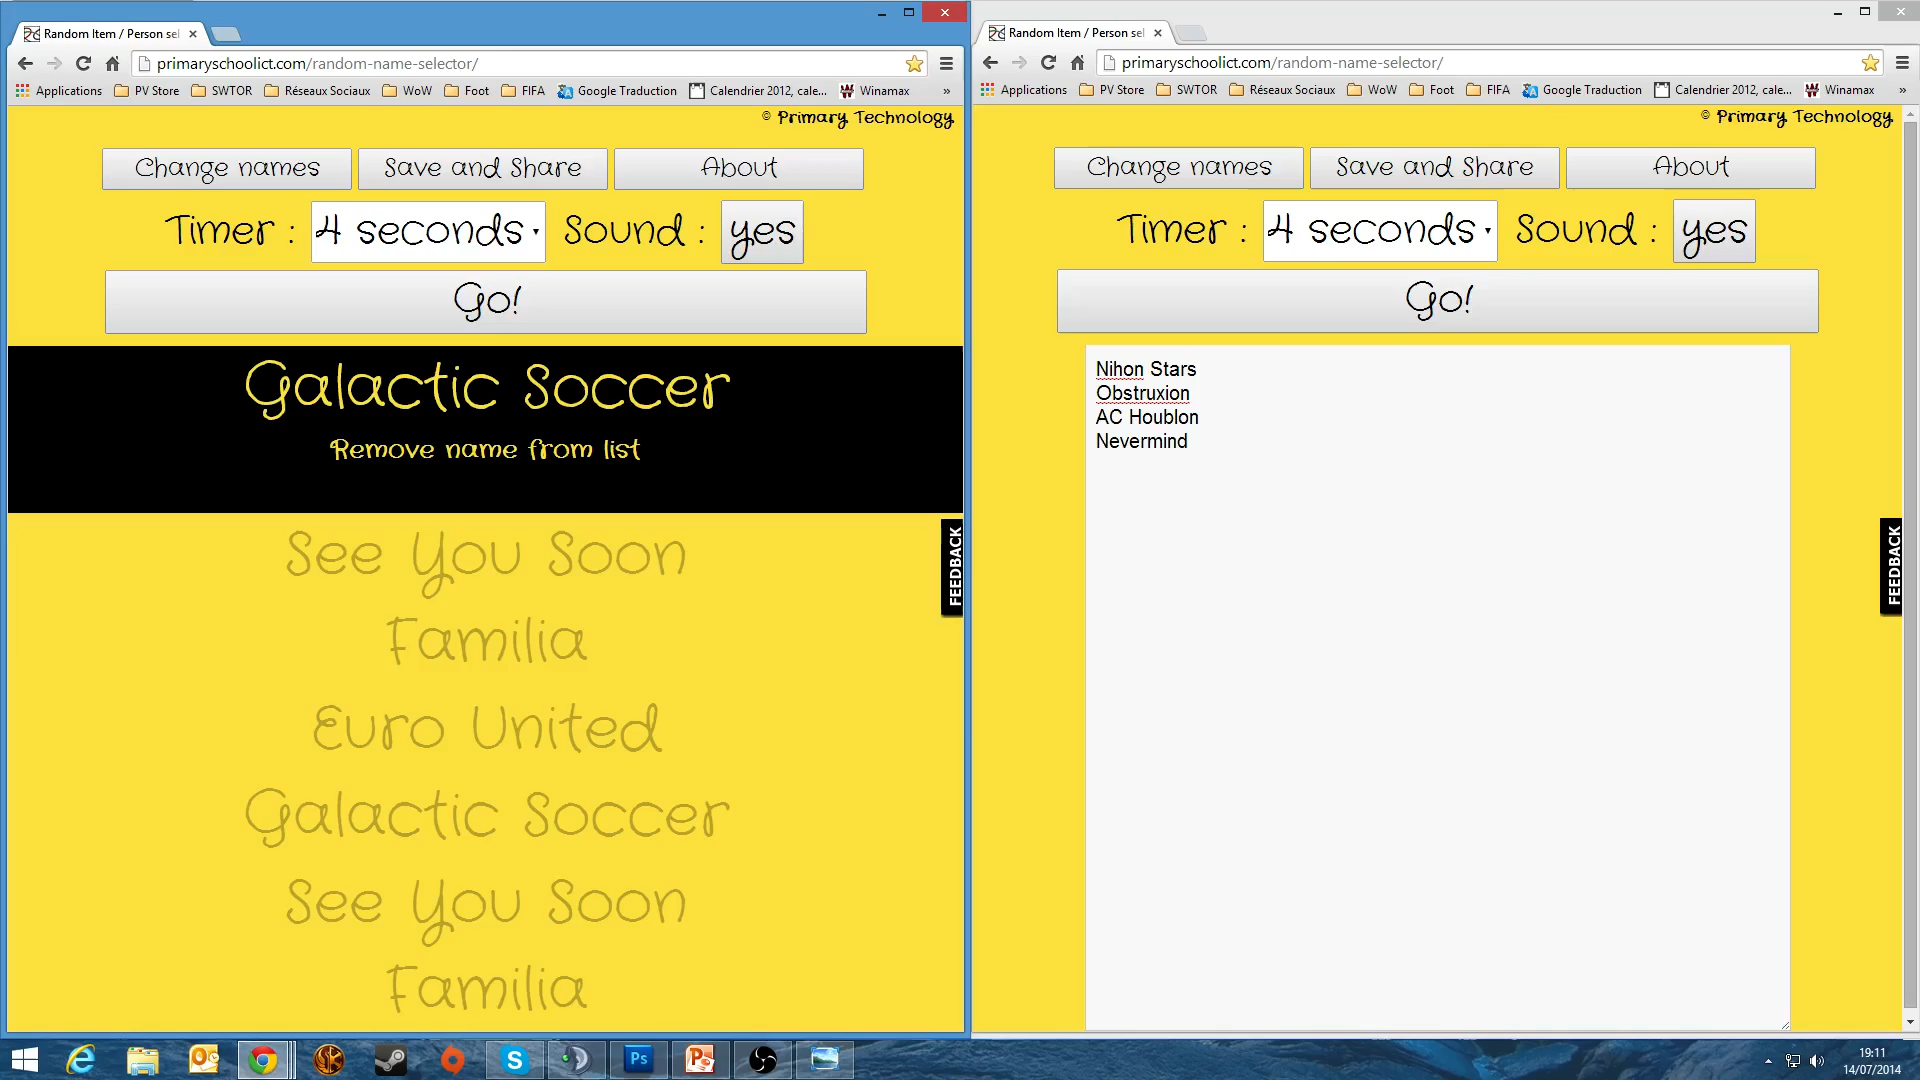 Random Item / Person sel
primaryschoolict.com/random-name-selector/
Applications PV Store SWTOR Réseaux Sociaux WoW Foot FIFA Google Traduction Calendrier 2012, cale... Winamax »
© Primary Technology
Change names Save and Share About
Timer : 4 seconds Sound : yes
Go!
Galactic Soccer
Remove name from list
See You Soon
Familia
Euro United
Galactic Soccer
See You Soon
Familia
FEEDBACK
Random Item / Person sel
primaryschoolict.com/random-name-selector/
Applications PV Store SWTOR Réseaux Sociaux WoW Foot FIFA Google Traduction Calendrier 2012, cale... Winamax »
© Primary Technology
Change names Save and Share About
Timer : 4 seconds Sound : yes
Go!
Nihon Stars
Obstruxion
AC Houblon
Nevermind
FEEDBACK
Ps
19:11
14/07/2014